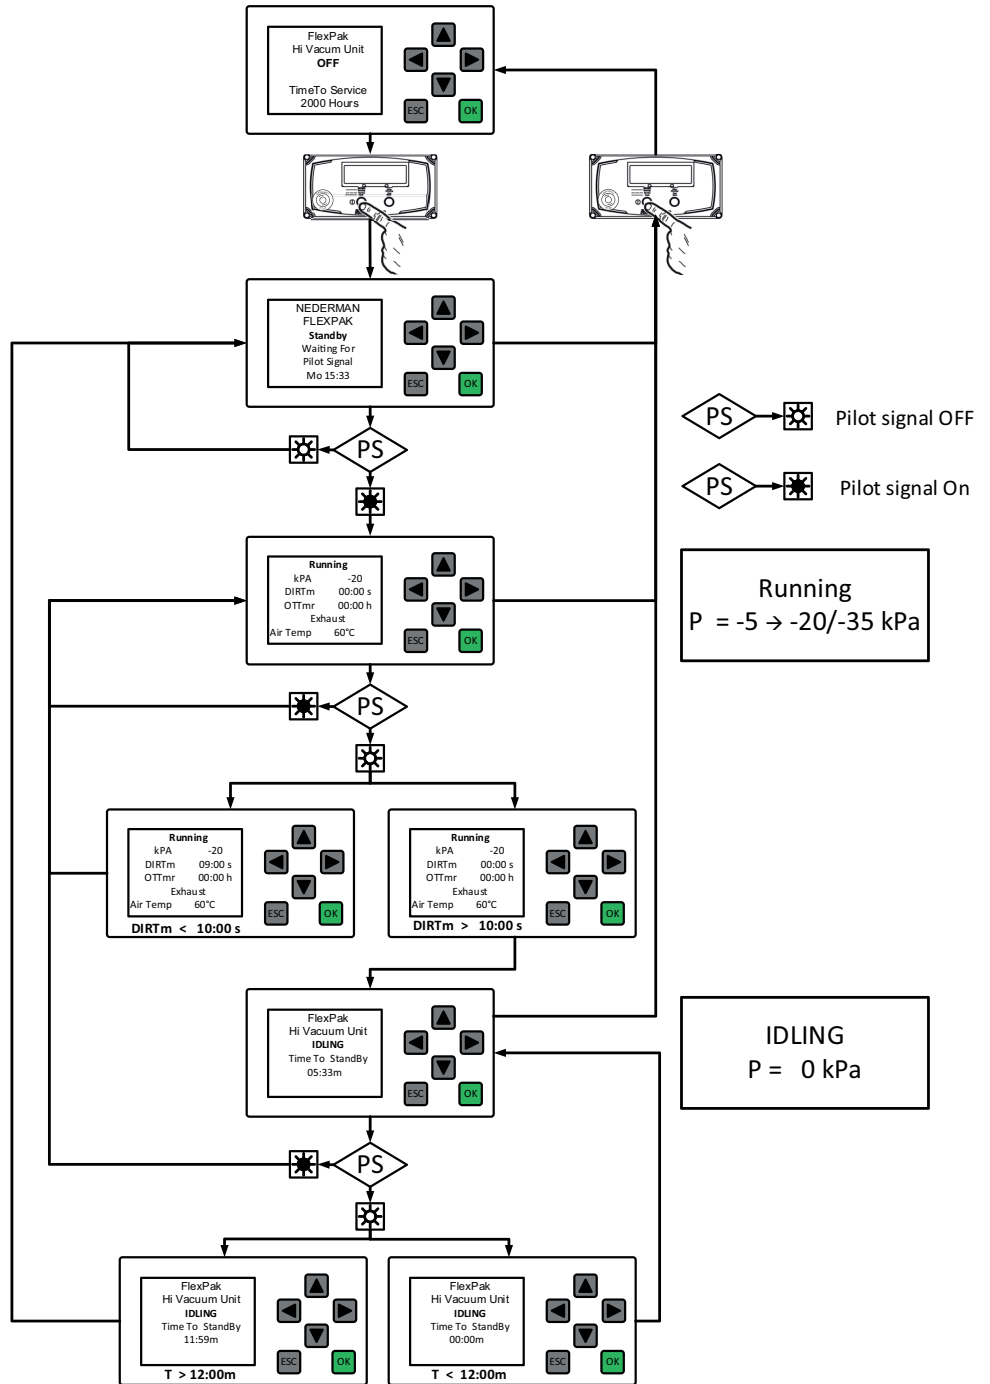 FlexPak
Hi Vacum Unit
OFF
TimeTo Service
2000 Hours
ESC
OK
NEDERMAN
FLEXPAK
Standby
Waiting For
Pilot Signal
Mo 15:33
ESC
OK
PS
PS
Pilot signal OFF
PS
Pilot signal On
Running
kPA -20
DIRTm 00:00 s
OTTmr 00:00 h
Exhaust
Air Temp 60°C
ESC
OK
Running
P = -5 → -20/-35 kPa
PS
Running
kPA -20
DIRTm 09:00 s
OTTmr 00:00 h
Exhaust
Air Temp 60°C
ESC
OK
DIRTm < 10:00 s
Running
kPA -20
DIRTm 00:00 s
OTTmr 00:00 h
Exhaust
Air Temp 60°C
ESC
OK
DIRTm > 10:00 s
FlexPak
Hi Vacuum Unit
IDLING
Time To StandBy
05:33m
ESC
OK
IDLING
P = 0 kPa
PS
FlexPak
Hi Vacuum Unit
IDLING
Time To StandBy
11:59m
ESC
OK
T > 12:00m
FlexPak
Hi Vacuum Unit
IDLING
Time To StandBy
00:00m
ESC
OK
T < 12:00m